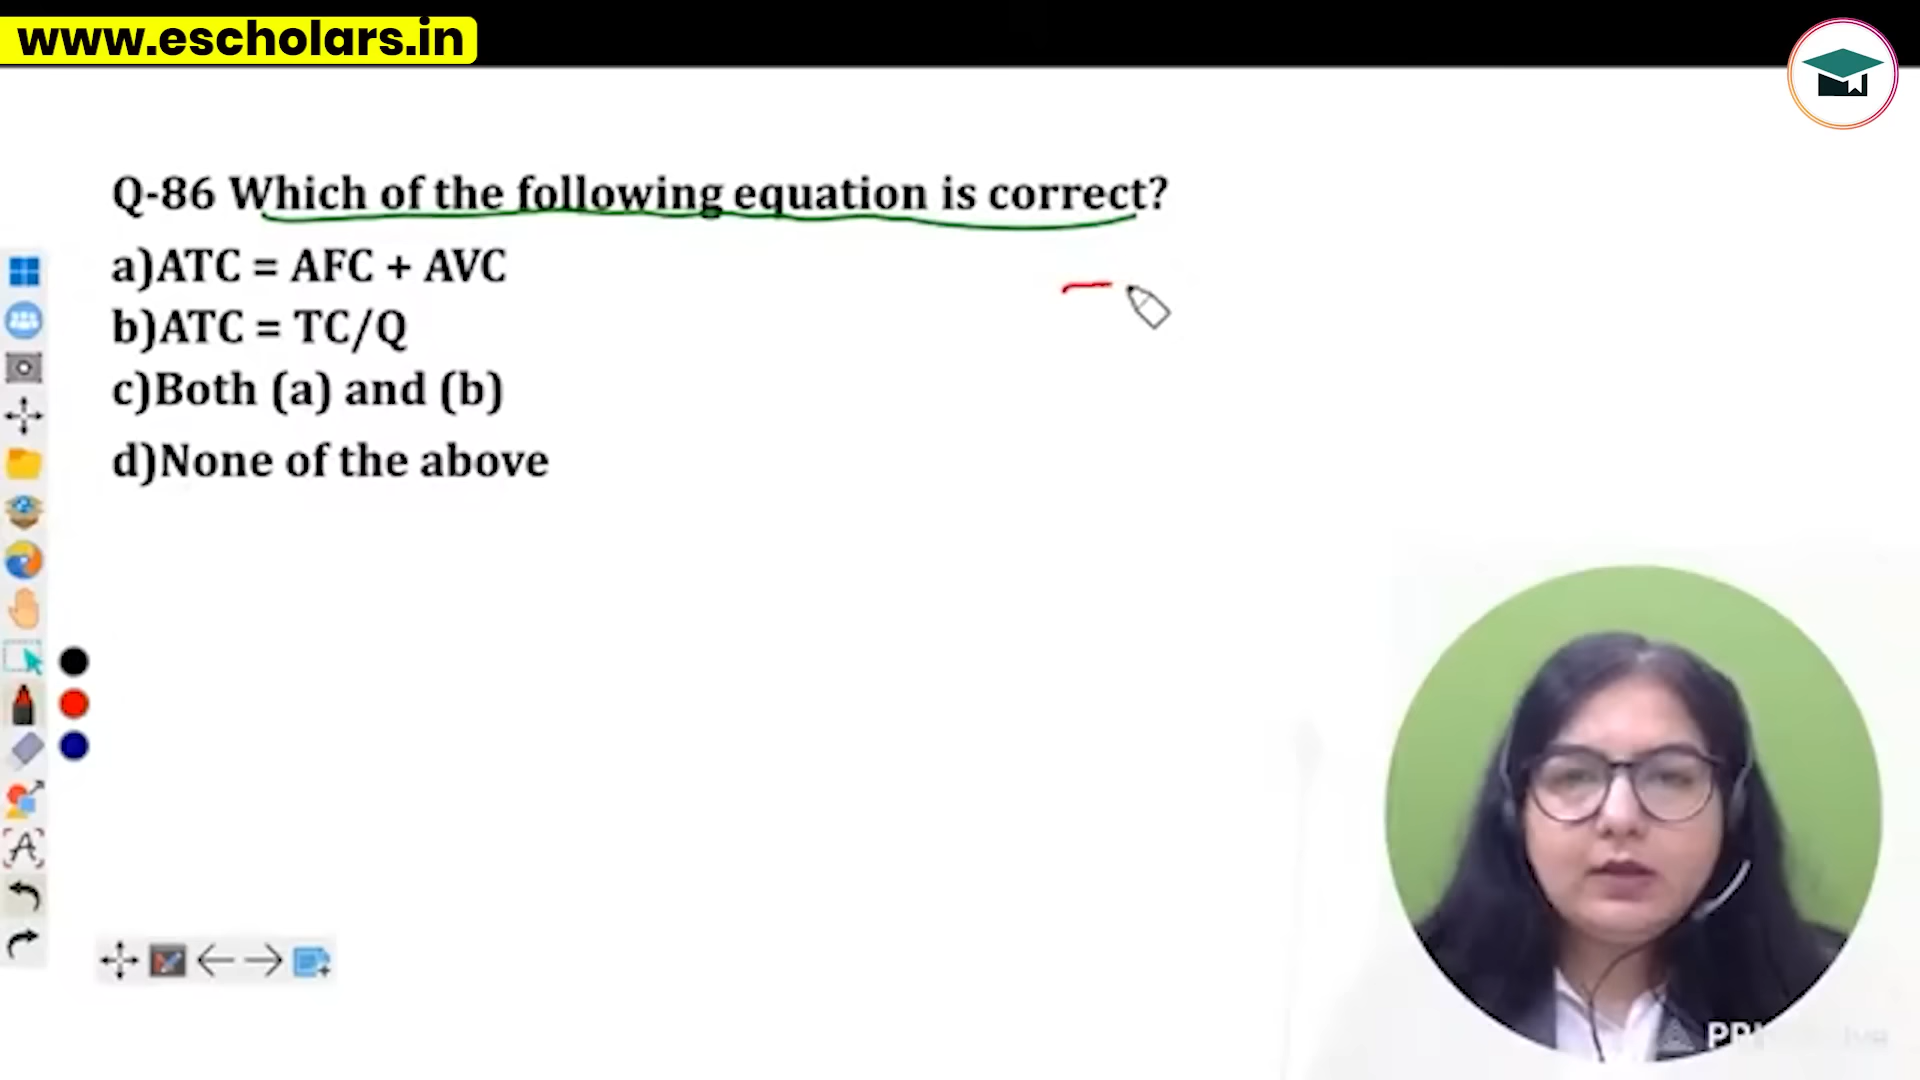 www.escholars.in
Q-86 Which of the following equation is correct?
a)ATC = AFC + AVC
b)ATC = TC/Q
c)Both (a) and (b)
d)None of the above